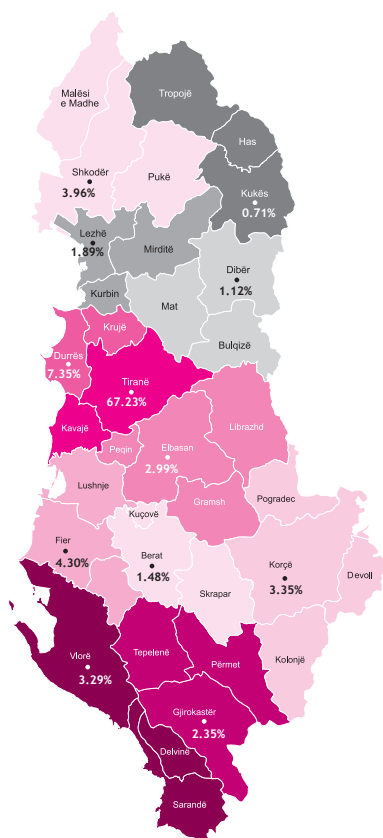 Tropojë
Malësi
e Madhe
Has
Shkodër
3.96%
Pukë
Kukës
0.71%
Lezhë
1.89%
Mirditë
Dibër
1.12%
Kurbin
Mat
Krujë
Bulqizë
Durrës
7.35%
Tiranë
67.23%
Kavajë
Librazhd
Peqin
Elbasan
2.99%
Lushnje
Gramsh
Pogradec
Kuçovë
Fier
4.30%
Berat
1.48%
Korçë
3.35%
Devoll
Skrapar
Vlorë
3.29%
Tepelenë
Përmet
Kolonjë
Gjirokastër
2.35%
Delvinë
Sarandë